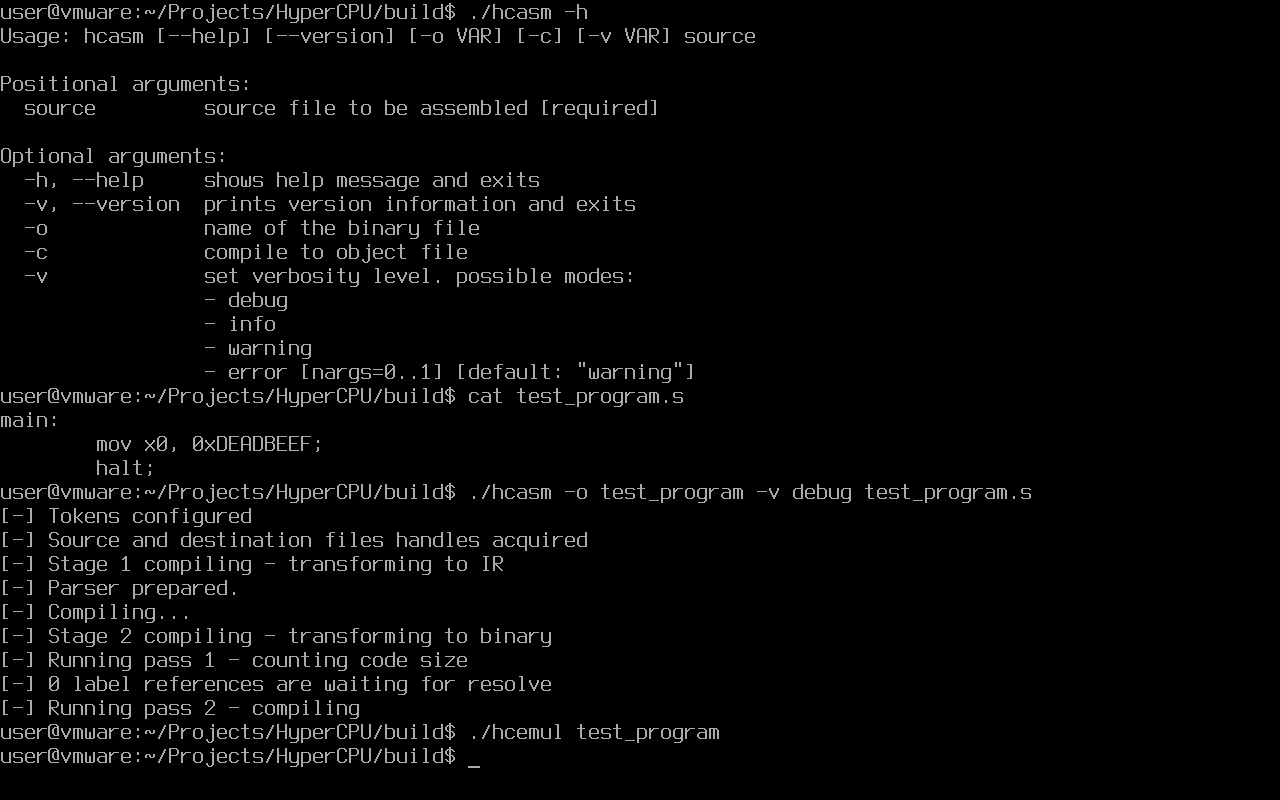 user@vmware:~/Projects/HyperCPU/build$ ./hcasm -h
Usage: hcasm [--help] [--version] [-o VAR] [-c] [-v VAR] source

Positional arguments:
  source         source file to be assembled [required]

Optional arguments:
  -h, --help     shows help message and exits
  -v, --version  prints version information and exits
  -o             name of the binary file
  -c             compile to object file
  -v             set verbosity level. possible modes:
                 - debug
                 - info
                 - warning
                 - error [nargs=0..1] [default: "warning"]
user@vmware:~/Projects/HyperCPU/build$ cat test_program.s
main:
        mov x0, 0xDEADBEEF;
        halt;
user@vmware:~/Projects/HyperCPU/build$ ./hcasm -o test_program -v debug test_program.s
[-] Tokens configured
[-] Source and destination files handles acquired
[-] Stage 1 compiling - transforming to IR
[-] Parser prepared.
[-] Compiling...
[-] Stage 2 compiling - transforming to binary
[-] Running pass 1 - counting code size
[-] 0 label references are waiting for resolve
[-] Running pass 2 - compiling
user@vmware:~/Projects/HyperCPU/build$ ./hcemul test_program
user@vmware:~/Projects/HyperCPU/build$ _